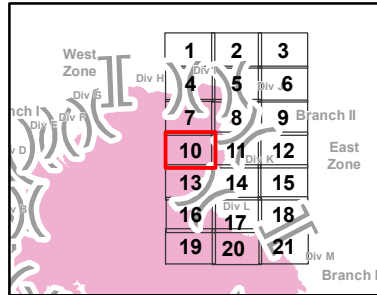 1 2 3
West Zone
Div H
4 5 6
Div J
Div G
7 8 9
Branch II
Div F
Div E
Div D
10 11 12
East Zone
Div K
13 14 15
Div B
16 17 18
Div L
19 20 21
Div M
Branch